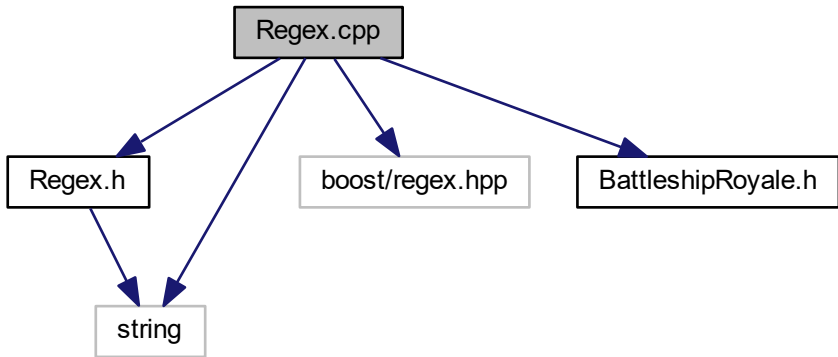 Regex.cpp
Regex.h
boost/regex.hpp
BattleshipRoyale.h
string